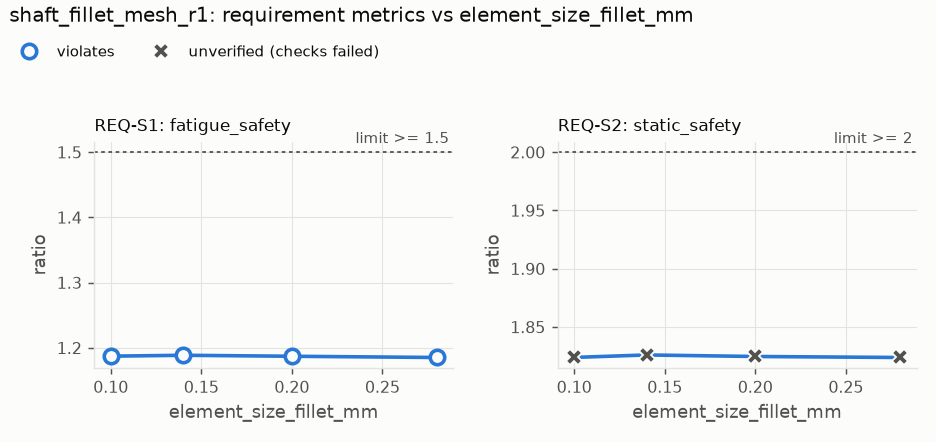 shaft_fillet_mesh_r1: requirement metrics vs element_size_fillet_mm
violates
unverified (checks failed)
REQ-S1: fatigue_safety
limit >= 1.5
1.5
1.4
1.3
1.2
ratio
0.10
0.15
0.20
0.25
element_size_fillet_mm
REQ-S2: static_safety
limit >= 2
2.00
1.95
1.90
1.85
ratio
0.10
0.15
0.20
0.25
element_size_fillet_mm